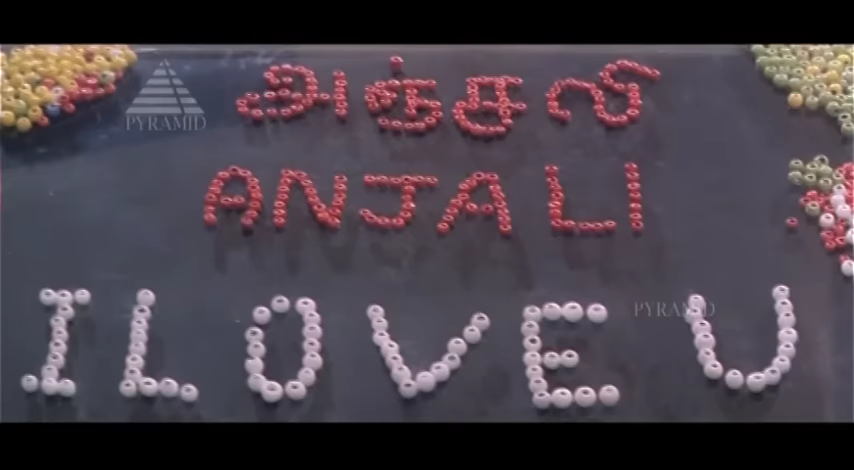 அஞ்சலி
PYRAMID
ANJALI
I LOVE U
PYRAMID